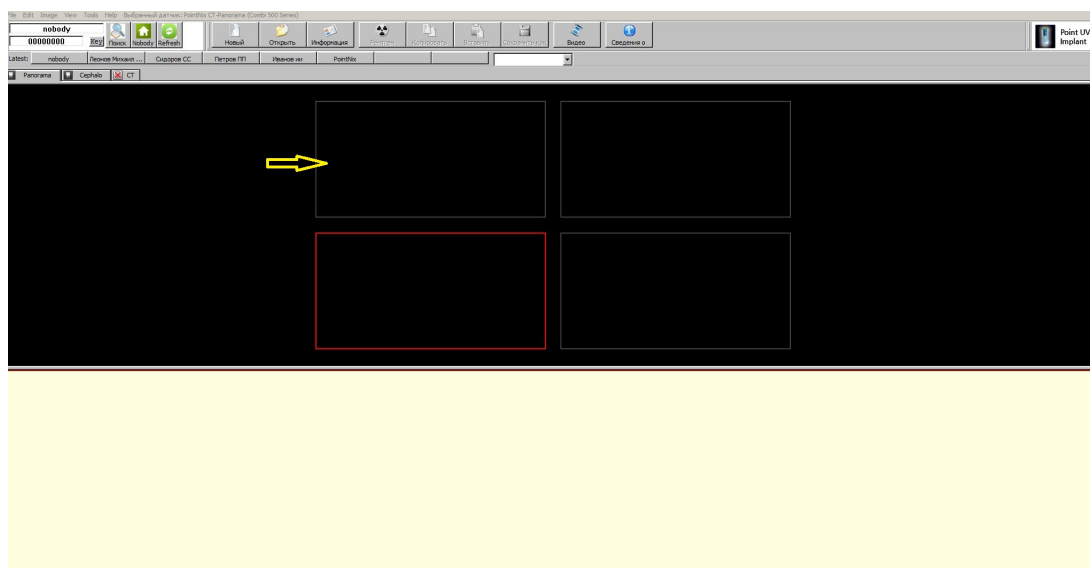 File Edit Image View Tools Help Выбранный датчик: PointNix CT-Panorama (Combi 500 Series)
nobody
00000000 Key Поиск Nobody Refresh Новый Открыть Информация Рентген Копировать Вставить Сохранить как Видео Сведения о
Point UV
Implant
Latest: nobody Леонов Михаил ... Сидоров СС Петров ПП Иванов ии PointNix
Panorama Cephalo CT